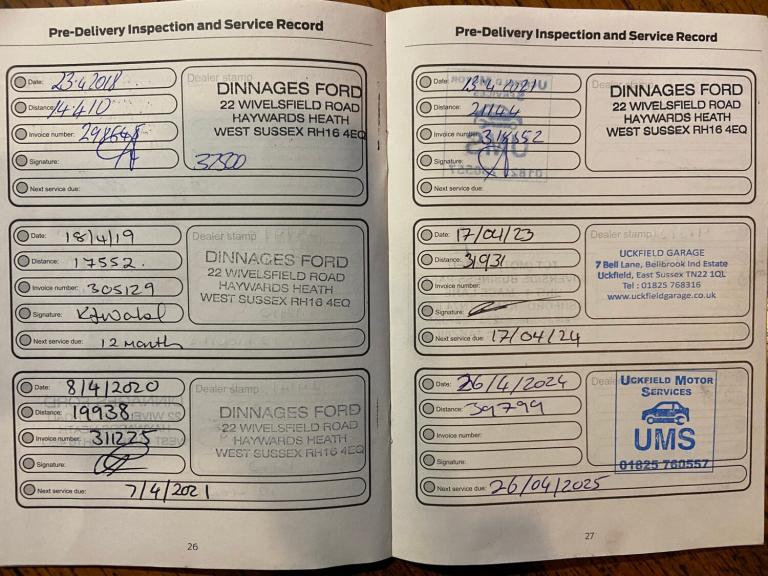 Pre-Delivery Inspection and Service Record
Date: 23.4.2018
Distance: 14410
Invoice number: 298648
Signature:
Next service due:
Dealer stamp
DINNAGES FORD
22 WIVELSFIELD ROAD
HAYWARDS HEATH
WEST SUSSEX RH16 4EQ
37500
Date: 18/4/19
Distance: 17552.
Invoice number: 305129
Signature:
Next service due: 12 Month
Dealer stamp
DINNAGES FORD
22 WIVELSFIELD ROAD
HAYWARDS HEATH
WEST SUSSEX RH16 4EQ
Date: 8/4/2020
Distance: 19938
Invoice number: 311225
Signature:
Next service due: 7/4/2021
Dealer stamp
DINNAGES FORD
22 WIVELSFIELD ROAD
HAYWARDS HEATH
WEST SUSSEX RH16 4EQ
26
Pre-Delivery Inspection and Service Record
Date:
Distance: 21144
Invoice number:
Signature:
Next service due:
DINNAGES FORD
22 WIVELSFIELD ROAD
HAYWARDS HEATH
WEST SUSSEX RH16 4EQ
Date: 17/04/23
Distance: 31931
Invoice number:
Signature:
Next service due: 17/04/24
Dealer stamp
UCKFIELD GARAGE
7 Bell Lane, Bellbrook Ind Estate
Uckfield, East Sussex TN22 1QL
Tel : 01825 768316
www.uckfieldgarage.co.uk
Date: 26/4/2024
Distance: 39799
Invoice number:
Signature:
Next service due: 26/04/2025
UCKFIELD MOTOR
SERVICES
UMS
01825 760557
27